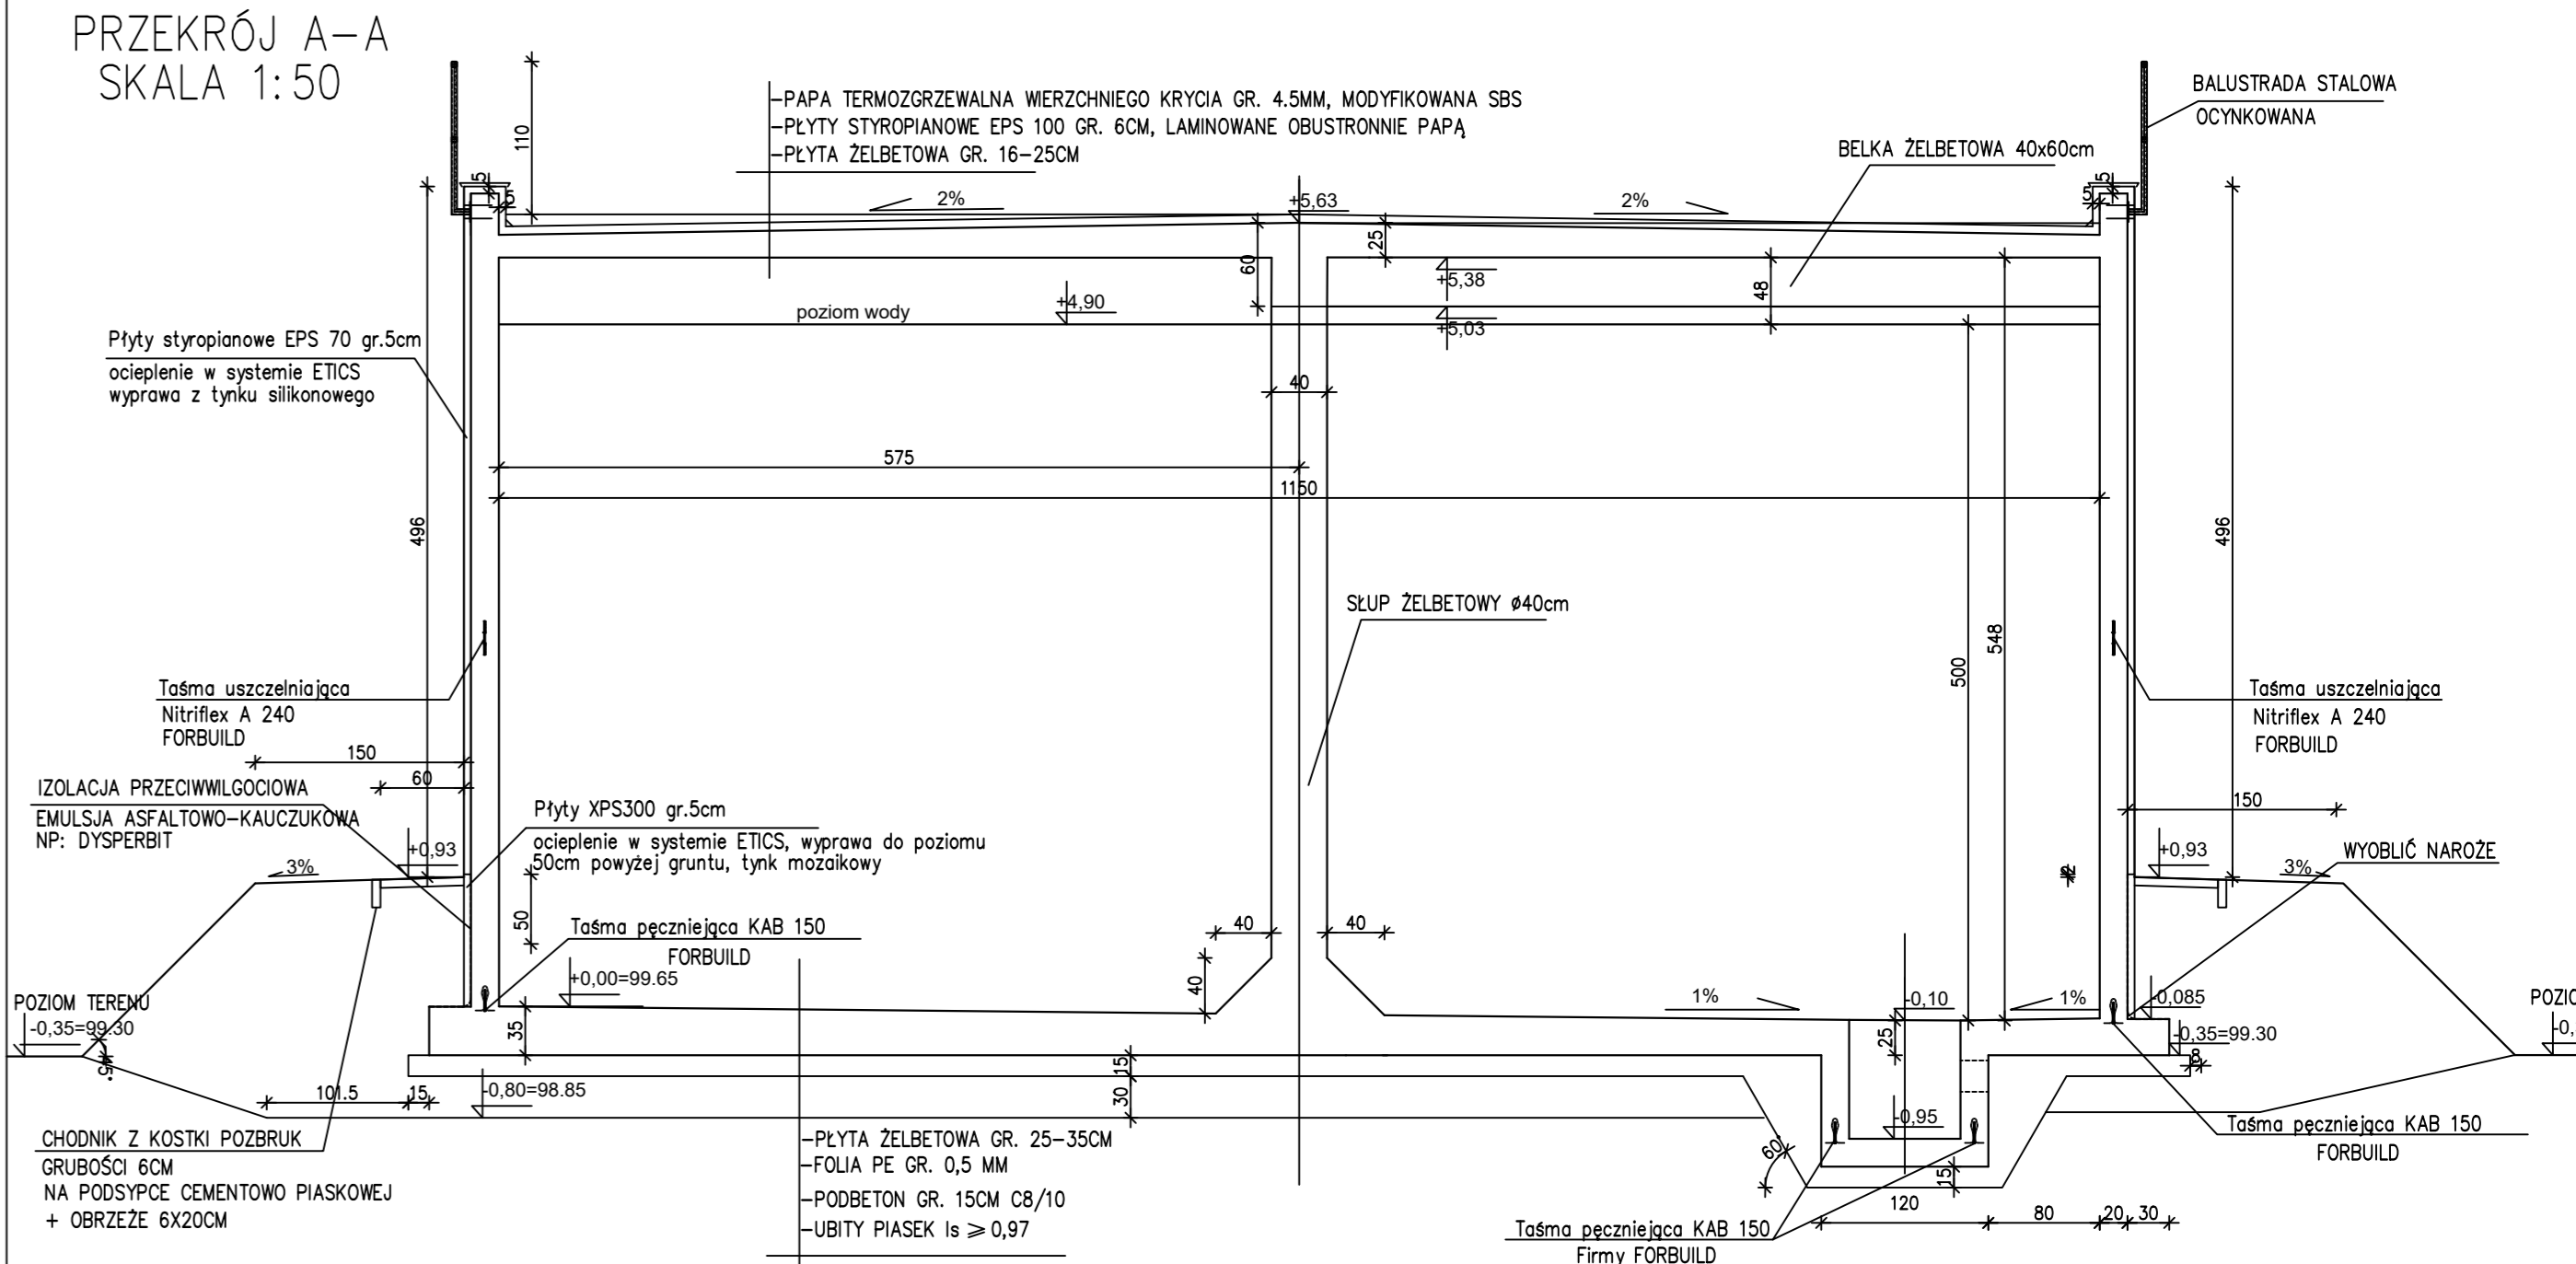 PRZEKRÓJ A-A
SKALA 1:50
110
-PAPA TERMOZGRZEWALNA WIERZCHNIEGO KRYCIA GR. 4.5MM, MODYFIKOWANA SBS
-PŁYTY STYROPIANOWE EPS 100 GR. 6CM, LAMINOWANE OBUSTRONNIE PAPĄ
-PŁYTA ŻELBETOWA GR. 16-25CM
BELKA ŻELBETOWA 40x60cm
BALUSTRADA STALOWA
OCYNKOWANA
5
5
2%
+5,63
2%
5
5
25
60
+5,38
48
poziom wody
+4,90
+5,03
Płyty styropianowe EPS 70 gr.5cm
ocieplenie w systemie ETICS
wyprawa z tynku silikonowego
40
575
1150
496
496
SŁUP ŻELBETOWY ø40cm
500
548
Taśma uszczelniająca
Nitriflex A 240
FORBUILD
Taśma uszczelniająca
Nitriflex A 240
FORBUILD
150
60
150
IZOLACJA PRZECIWWILGOCIOWA
EMULSJA ASFALTOWO-KAUCZUKOWA
NP: DYSPERBIT
Płyty XPS300 gr.5cm
ocieplenie w systemie ETICS, wyprawa do poziomu
50cm powyżej gruntu, tynk mozaikowy
+0,93
3%
+0,93
3%
WYOBLIĆ NAROŻE
50
Taśma pęczniejąca KAB 150
FORBUILD
40
40
40
+0,00=99.65
1%
-0,10
1%
-0,085
POZIOM TERENU
-0,35=99.30
POZIO
-0,
35
25
-0,35=99.30
45°
15
8
101.5
15
-0,80=98.85
30
-0,95
CHODNIK Z KOSTKI POZBRUK
GRUBOŚCI 6CM
NA PODSYPCE CEMENTOWO PIASKOWEJ
+ OBRZEŻE 6X20CM
-PŁYTA ŻELBETOWA GR. 25-35CM
-FOLIA PE GR. 0,5 MM
-PODBETON GR. 15CM C8/10
-UBITY PIASEK Is ⩾ 0,97
60°
15
120
80
20
30
Taśma pęczniejąca KAB 150
FORBUILD
Taśma pęczniejąca KAB 150
Firmy FORBUILD